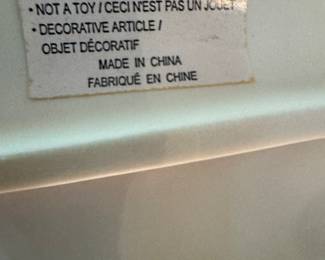 • NOT A TOY / CECI N'EST PAS UN JOUET
• DECORATIVE ARTICLE /
OBJET DÉCORATIF
MADE IN CHINA
FABRIQUÉ EN CHINE